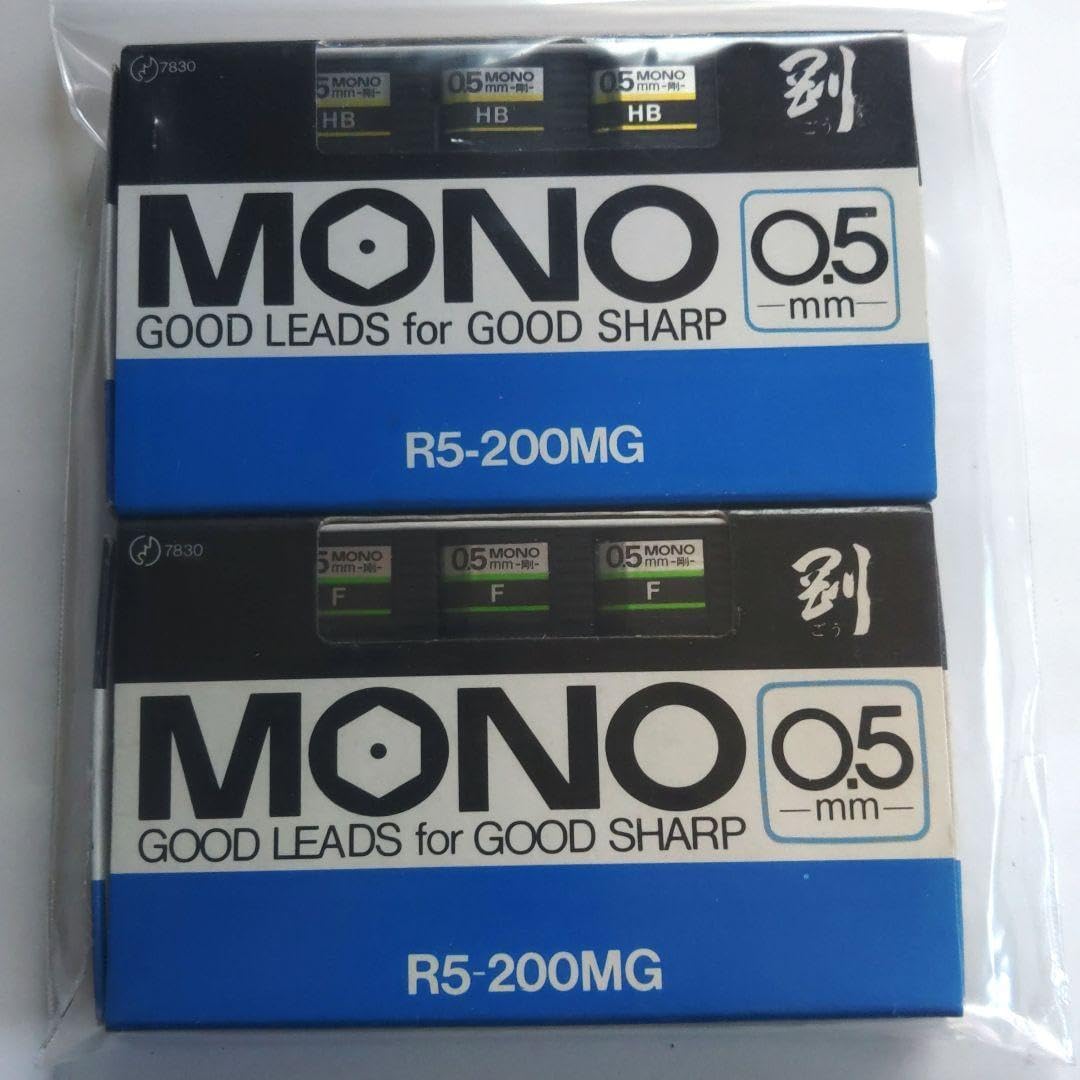 7830
5 MONO 0.5 MONO 0.5 MONO
mm-剛- mm-剛- mm-剛-
HB HB HB
剛
ごう
MONO 0.5
mm
GOOD LEADS for GOOD SHARP
R5-200MG
7830
5 MONO 0.5 MONO 0.5 MONO
mm-剛- mm-剛- mm-剛-
F F F
剛
ごう
MONO 0.5
mm
GOOD LEADS for GOOD SHARP
R5-200MG